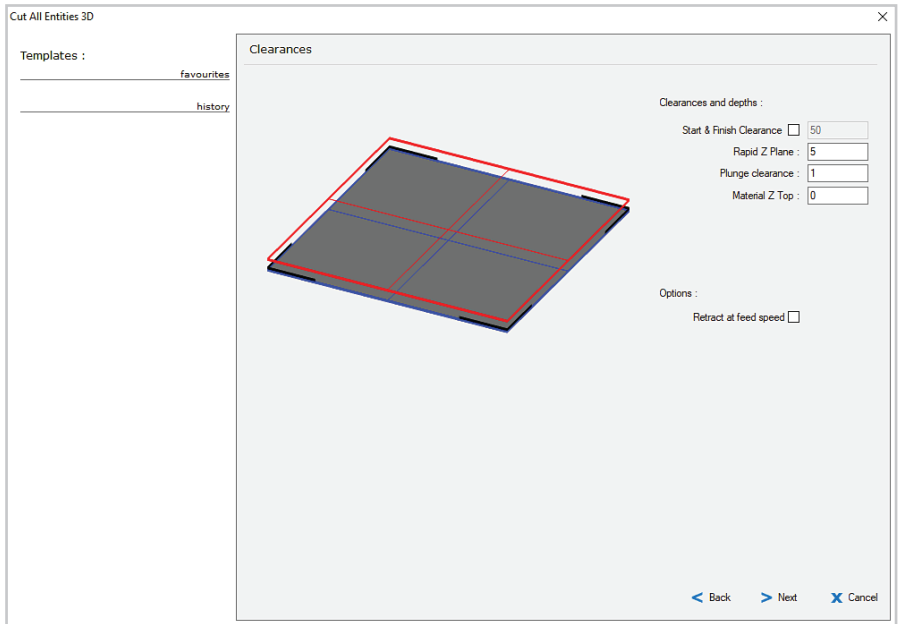 Cut All Entities 3D
Templates :
favourites
history
Clearances
Clearances and depths :
Start & Finish Clearance 50
Rapid Z Plane : 5
Plunge clearance : 1
Material Z Top : 0
Options :
Retract at feed speed
< Back > Next X Cancel